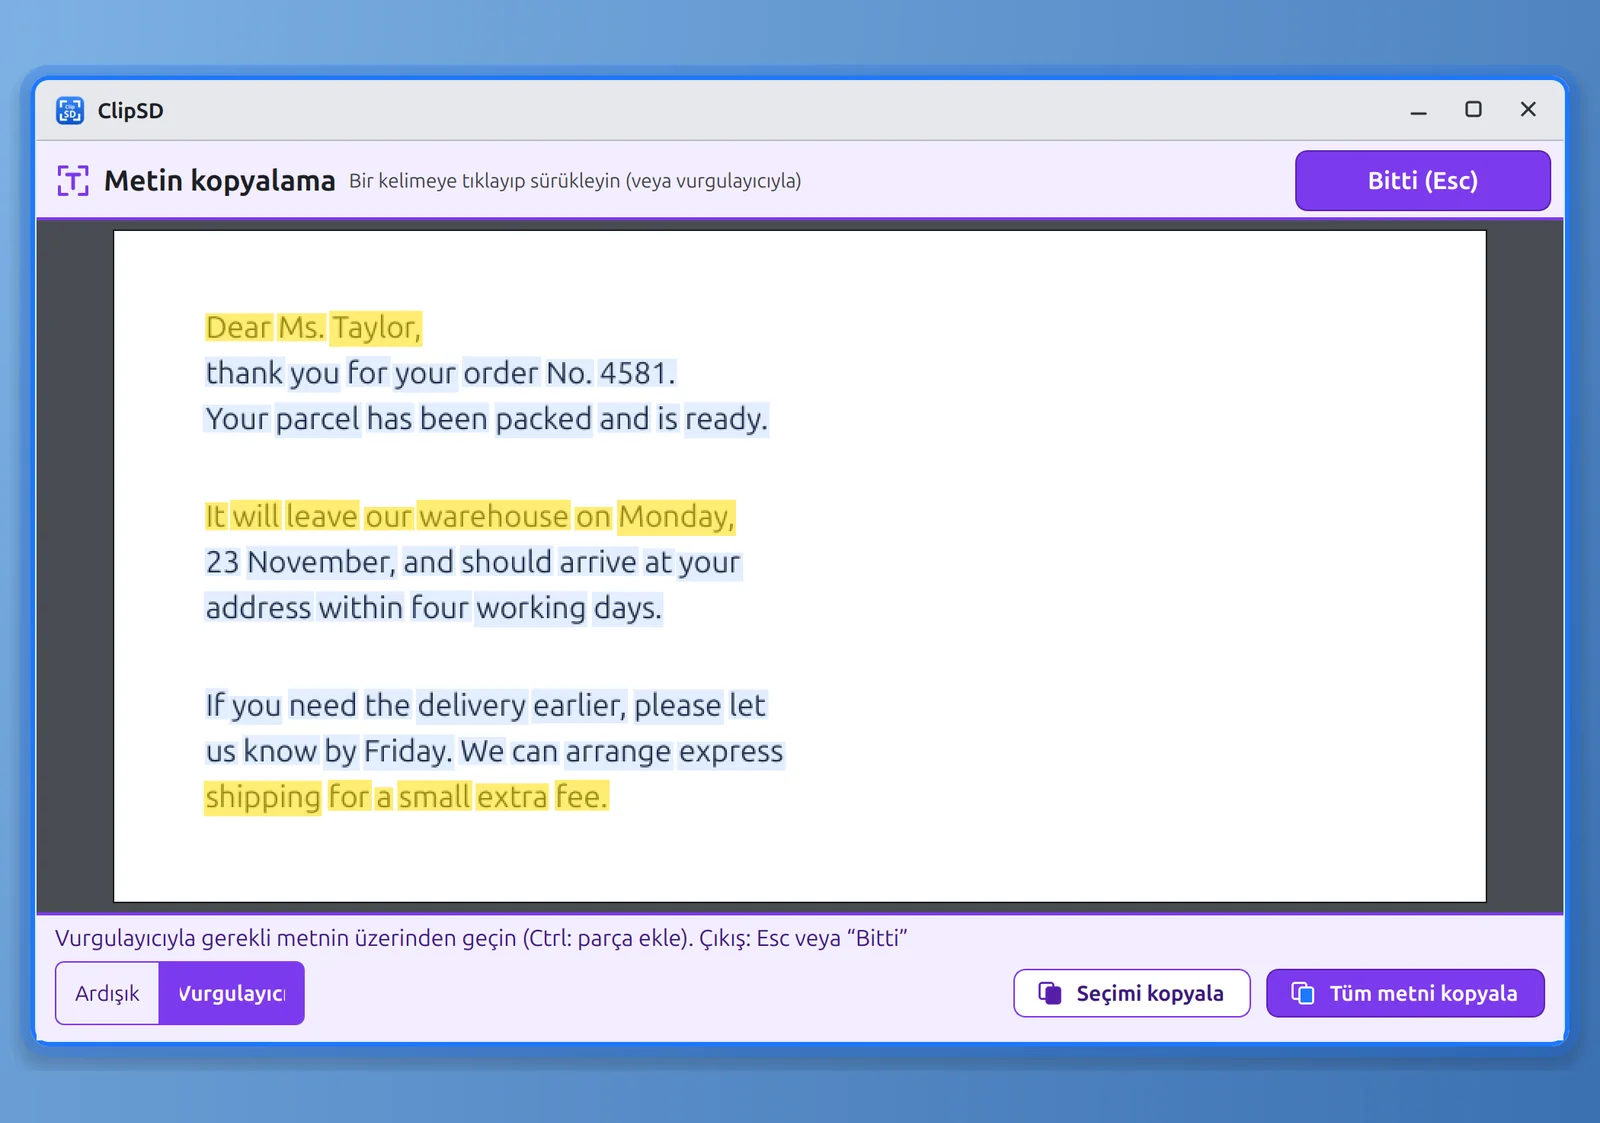 ClipSD
Metin kopyalama Bir kelimeye tıklayıp sürükleyin (veya vurgulayıcıyla)
Bitti (Esc)
Dear Ms. Taylor,
thank you for your order No. 4581.
Your parcel has been packed and is ready.
It will leave our warehouse on Monday,
23 November, and should arrive at your
address within four working days.
If you need the delivery earlier, please let
us know by Friday. We can arrange express
shipping for a small extra fee.
Vurgulayıcıyla gerekli metnin üzerinden geçin (Ctrl: parça ekle). Çıkış: Esc veya “Bitti”
Ardışık Vurgulayıcı Seçimi kopyala Tüm metni kopyala